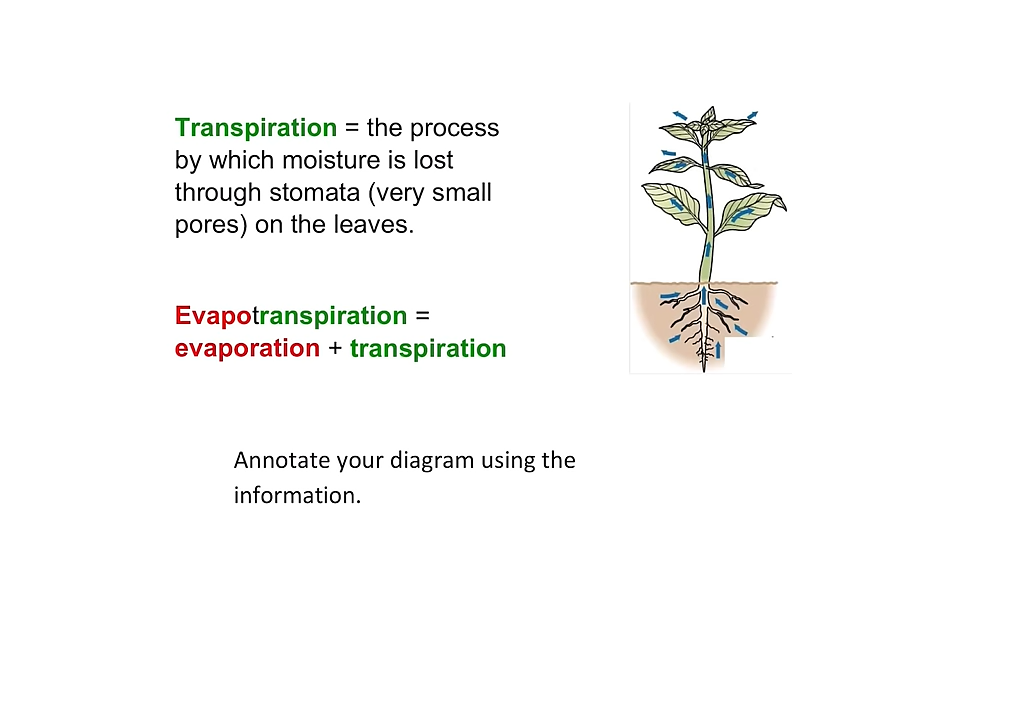 Transpiration = the process
by which moisture is lost
through stomata (very small
pores) on the leaves.
Evapotranspiration =
evaporation + transpiration
Annotate your diagram using the
information.